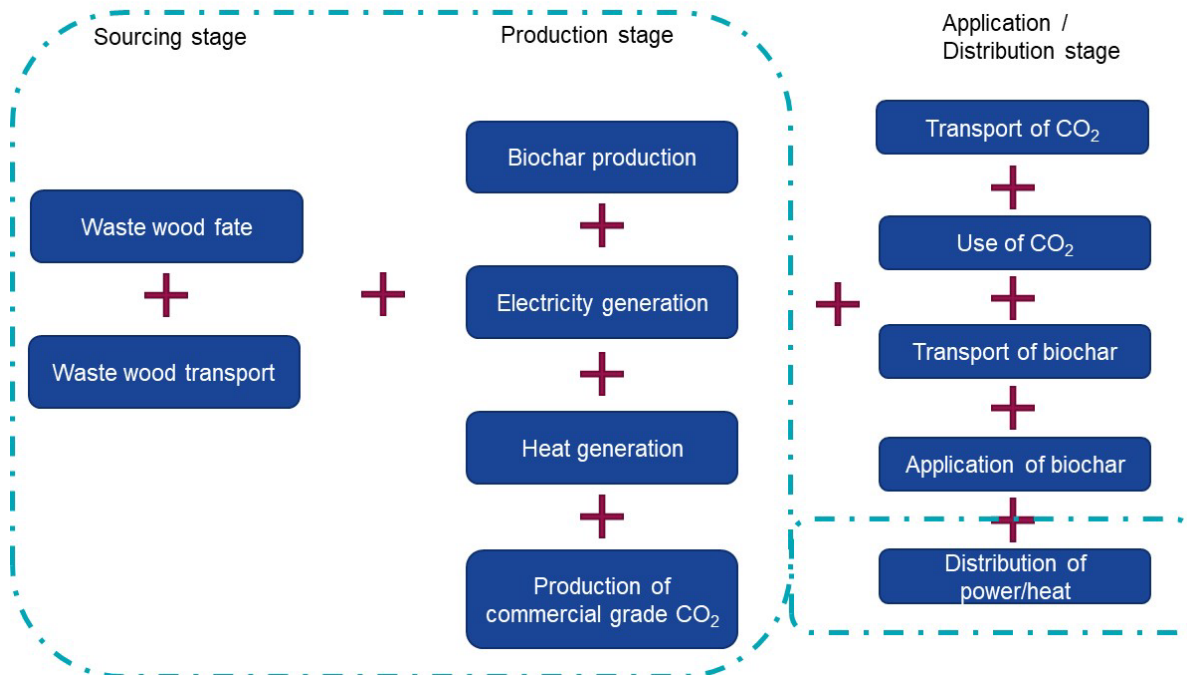 Sourcing stage
Waste wood fate
Waste wood transport
Production stage
Biochar production
Electricity generation
Heat generation
Production of
commercial grade CO₂
Application /
Distribution stage
Transport of CO₂
Use of CO₂
Transport of biochar
Application of biochar
Distribution of
power/heat